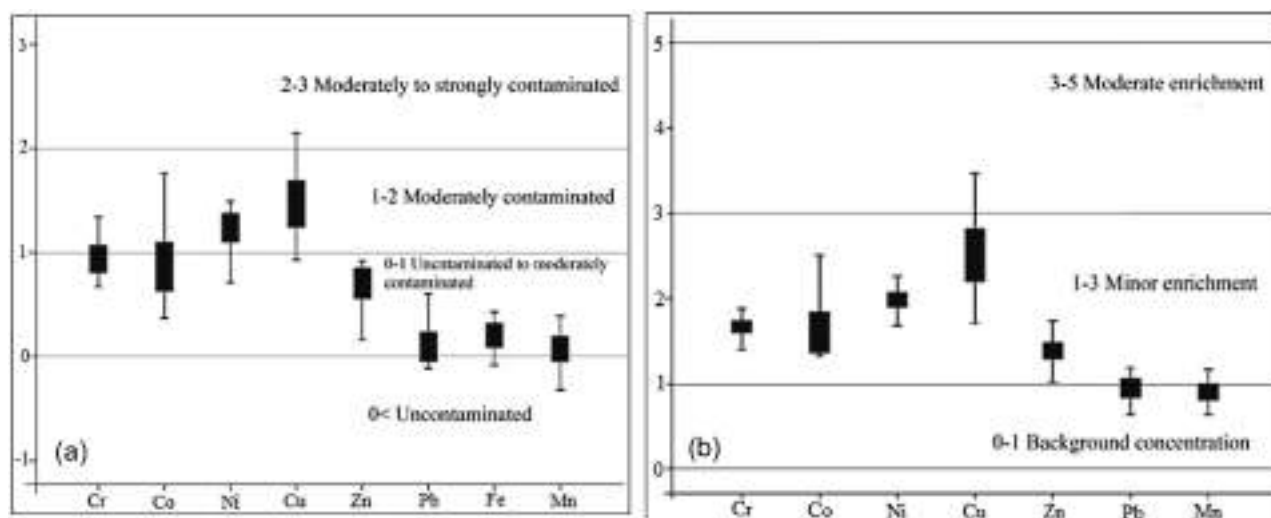 3
2-3 Moderately to strongly contaminated
2
1-2 Moderately contaminated
1
0-1 Uncontaminated to moderately
contaminated
0
0< Uncontaminated
(a)
-1
Cr Co Ni Cu Zn Pb Fe Mn
5
3-5 Moderate enrichment
4
3
1-3 Minor enrichment
2
1
0-1 Background concentration
(b)
0
Cr Co Ni Cu Zn Pb Mn